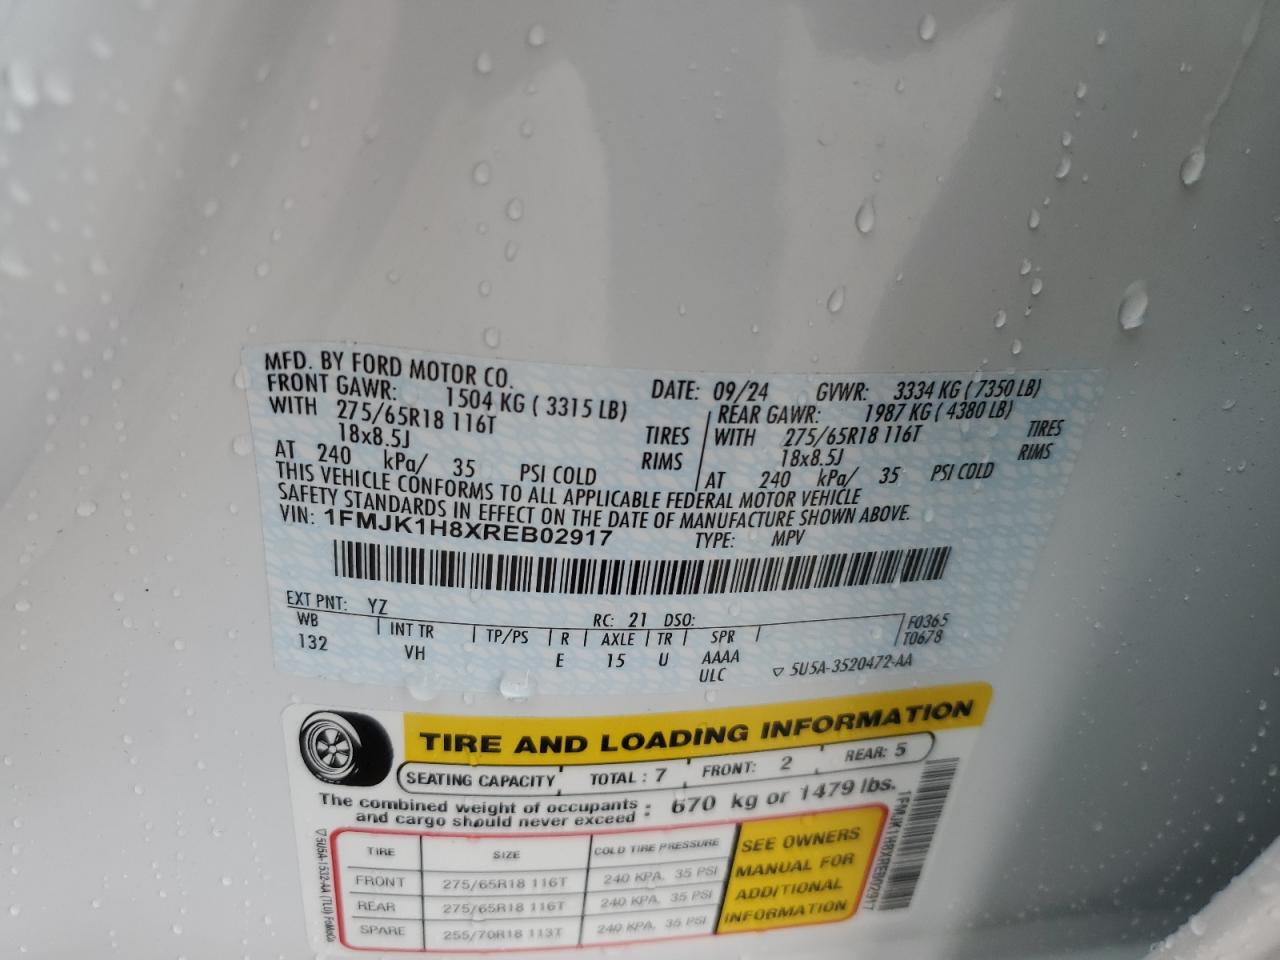 MFD. BY FORD MOTOR CO. DATE: 09/24 GVWR: 3334 KG ( 7350 LB)
FRONT GAWR: 1504 KG ( 3315 LB) REAR GAWR: 1987 KG ( 4380 LB)
WITH 275/65R18 116T TIRES WITH 275/65R18 116T TIRES
18x8.5J RIMS 18x8.5J RIMS
AT 240 kPa/ 35 PSI COLD AT 240 kPa/ 35 PSI COLD
THIS VEHICLE CONFORMS TO ALL APPLICABLE FEDERAL MOTOR VEHICLE
SAFETY STANDARDS IN EFFECT ON THE DATE OF MANUFACTURE SHOWN ABOVE.
VIN: 1FMJK1H8XREB02917 TYPE: MPV
EXT PNT: YZ RC: 21 DSO:
WB INT TR TP/PS R AXLE TR SPR F0365
132 VH E 15 U AAAA T0678
ULC ▽ 5U5A-3520472-AA
TIRE AND LOADING INFORMATION
SEATING CAPACITY TOTAL : 7 FRONT: 2 REAR: 5
The combined weight of occupants
and cargo should never exceed : 670 kg or 1479 lbs.
TIRE SIZE COLD TIRE PRESSURE
FRONT 275/65R18 116T 240 KPA, 35 PSI
REAR 275/65R18 116T 240 KPA, 35 PSI
SPARE 255/70R18 113T 240 KPA, 35 PSI
SEE OWNERS
MANUAL FOR
ADDITIONAL
INFORMATION
▽ 5U5A-1532-AA (TLU) FoMoCo
1FMJK1H8XREB02917